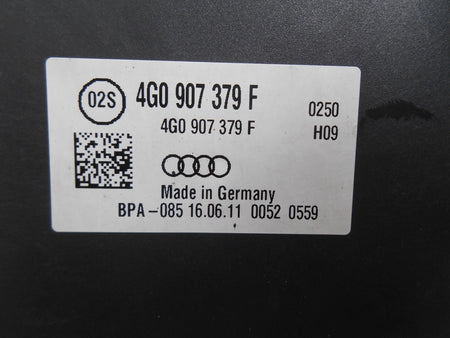 02S 4G0 907 379 F 0250
4G0 907 379 F H09
Made in Germany
BPA-085 16.06.11 0052 0559